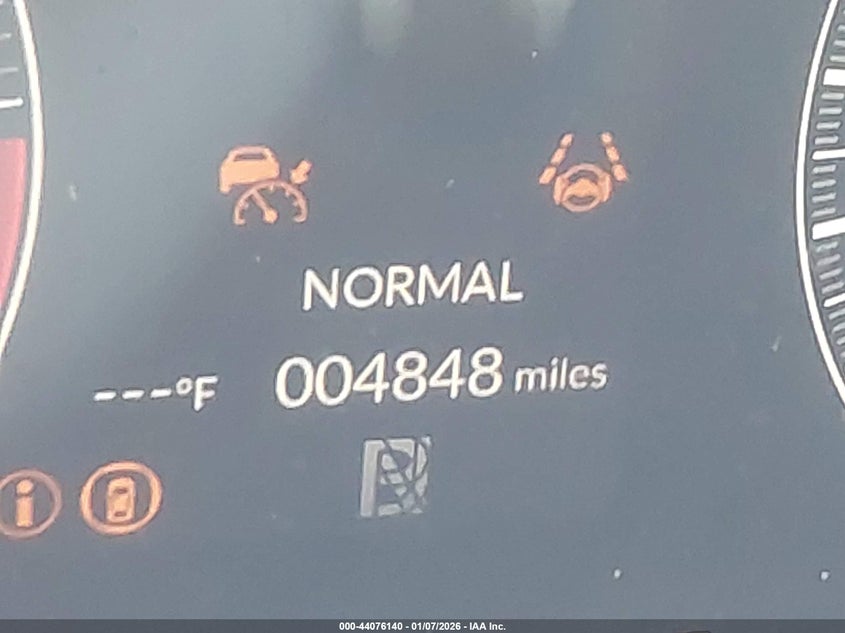 NORMAL
---°F 004848 miles
i
000-44076140 - 01/07/2026 - IAA Inc.